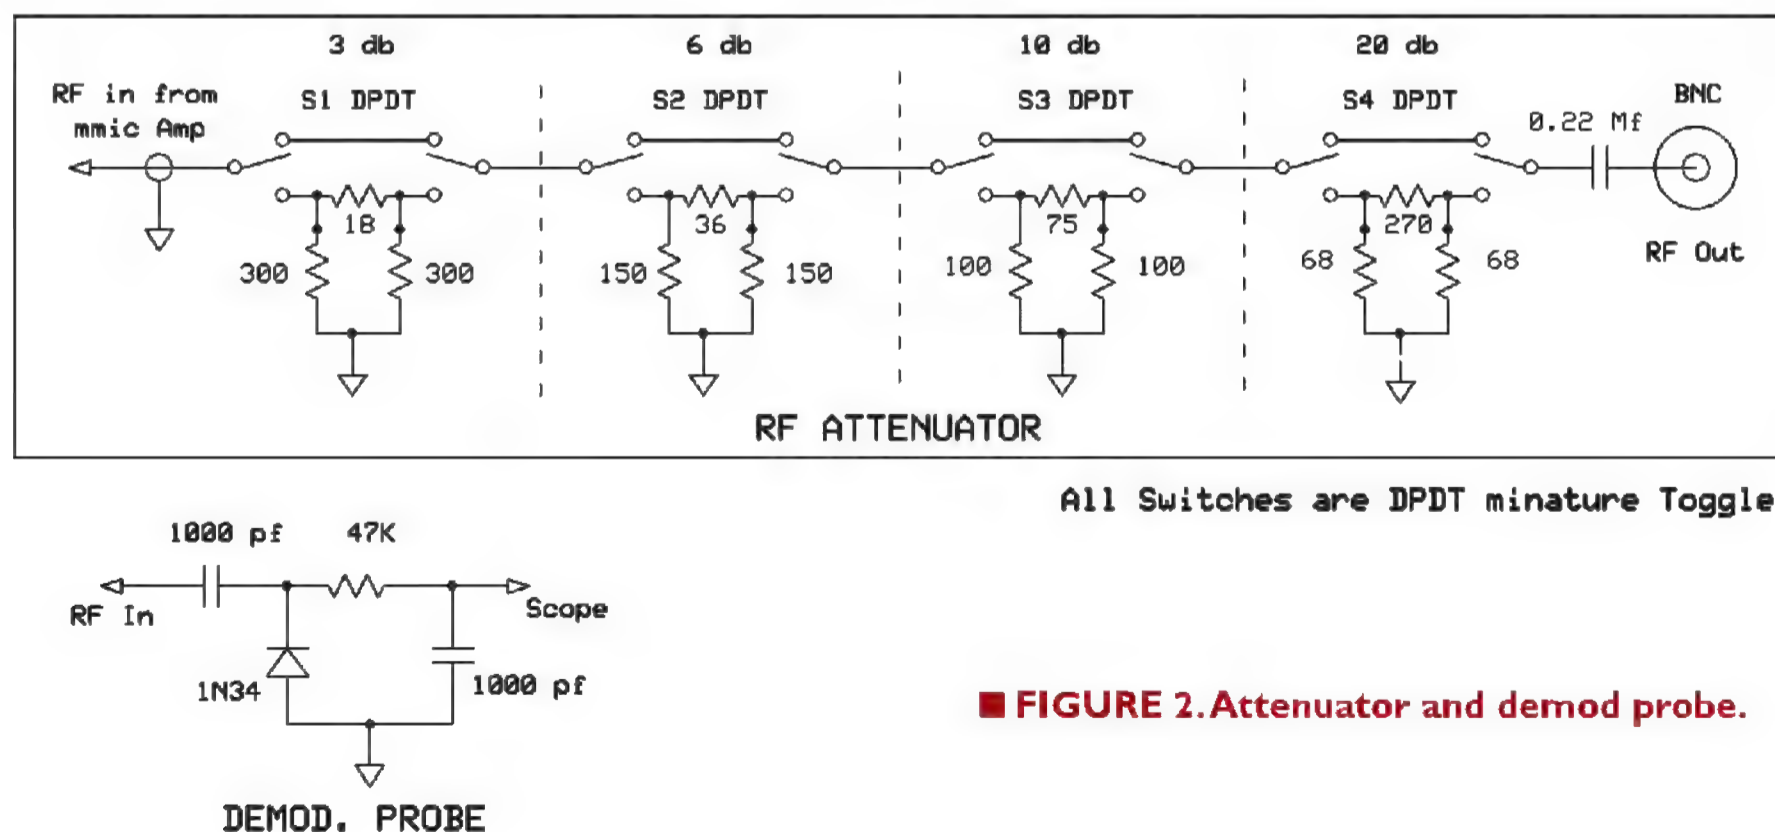 3 db 6 db 10 db 20 db
RF in from
mmic Amp
S1 DPDT S2 DPDT S3 DPDT S4 DPDT
BNC
0.22 Mf
18 36 75 270
300 300 150 150 100 100 68 68
RF Out
RF ATTENUATOR
All Switches are DPDT minature Toggle
1000 pf 47K
RF In
Scope
1N34
1000 pf
DEMOD. PROBE
FIGURE 2. Attenuator and demod probe.